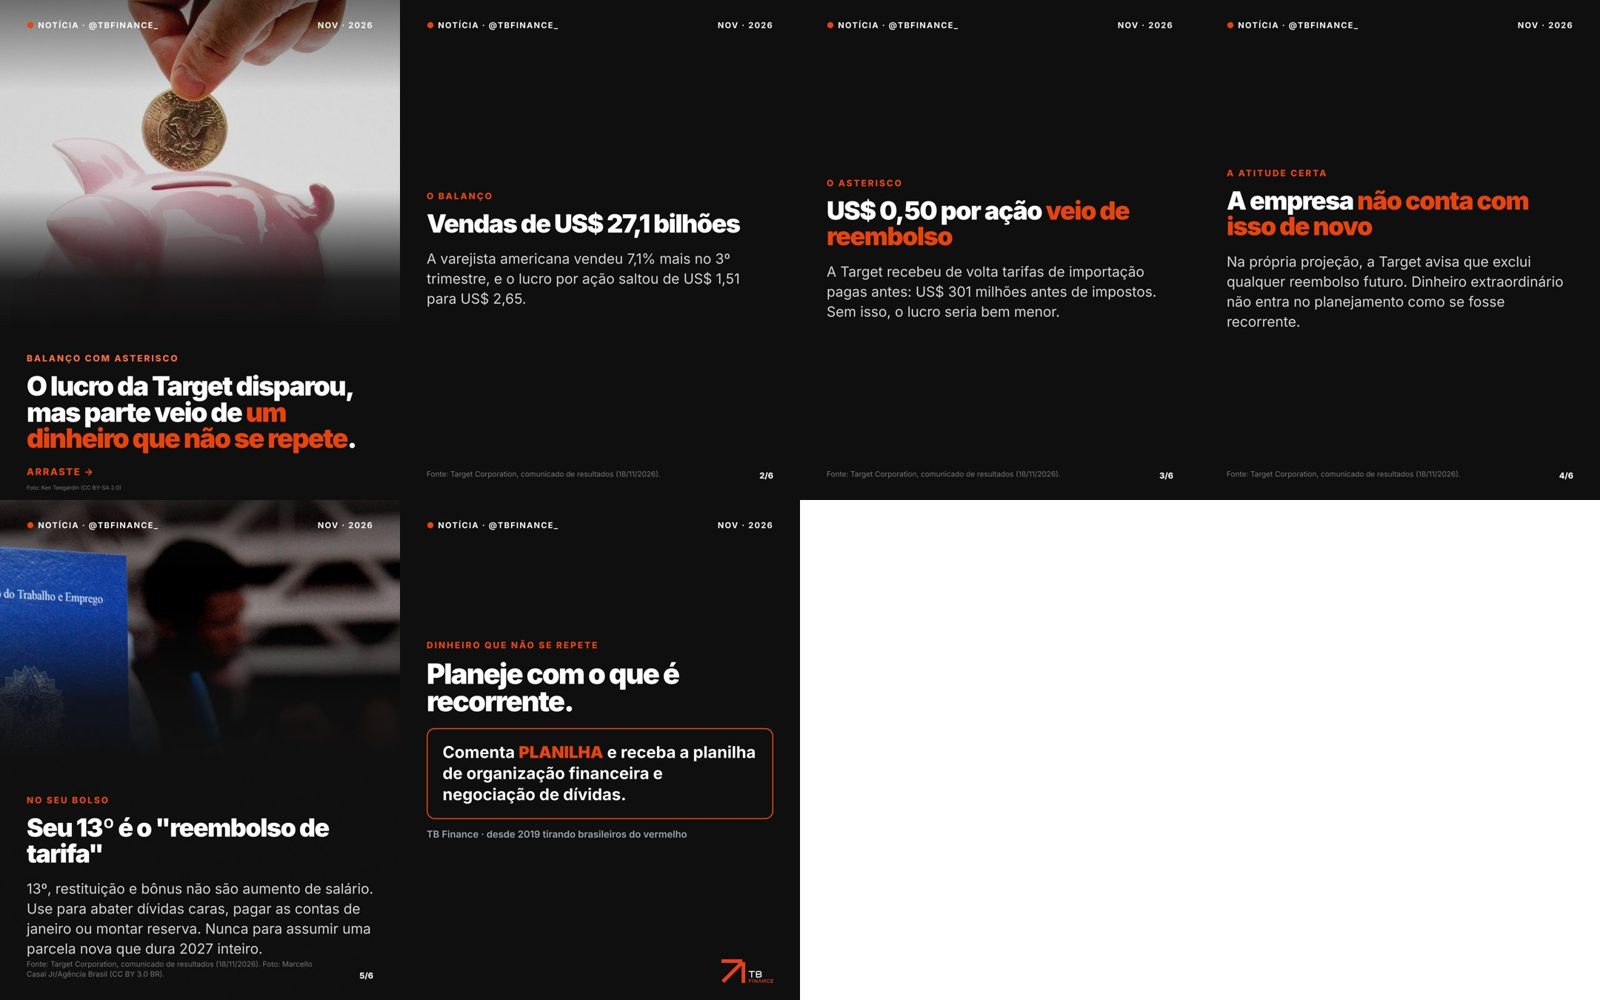 NOTÍCIA · @TBFINANCE_
NOV · 2026
BALANÇO COM ASTERISCO
O lucro da Target disparou,
mas parte veio de um
dinheiro que não se repete.
ARRASTE →
Foto: Ken Teegardin (CC BY-SA 2.0)
NOTÍCIA · @TBFINANCE_
NOV · 2026
O BALANÇO
Vendas de US$ 27,1 bilhões
A varejista americana vendeu 7,1% mais no 3º
trimestre, e o lucro por ação saltou de US$ 1,51
para US$ 2,65.
Fonte: Target Corporation, comunicado de resultados (18/11/2026).
2/6
NOTÍCIA · @TBFINANCE_
NOV · 2026
O ASTERISCO
US$ 0,50 por ação veio de
reembolso
A Target recebeu de volta tarifas de importação
pagas antes: US$ 301 milhões antes de impostos.
Sem isso, o lucro seria bem menor.
Fonte: Target Corporation, comunicado de resultados (18/11/2026).
3/6
NOTÍCIA · @TBFINANCE_
NOV · 2026
A ATITUDE CERTA
A empresa não conta com
isso de novo
Na própria projeção, a Target avisa que exclui
qualquer reembolso futuro. Dinheiro extraordinário
não entra no planejamento como se fosse
recorrente.
Fonte: Target Corporation, comunicado de resultados (18/11/2026).
4/6
NOTÍCIA · @TBFINANCE_
NOV · 2026
do Trabalho e Emprego
NO SEU BOLSO
Seu 13º é o "reembolso de
tarifa"
13º, restituição e bônus não são aumento de salário.
Use para abater dívidas caras, pagar as contas de
janeiro ou montar reserva. Nunca para assumir uma
parcela nova que dura 2027 inteiro.
Fonte: Target Corporation, comunicado de resultados (18/11/2026). Foto: Marcello
Casal Jr/Agência Brasil (CC BY 3.0 BR).
5/6
NOTÍCIA · @TBFINANCE_
NOV · 2026
DINHEIRO QUE NÃO SE REPETE
Planeje com o que é
recorrente.
Comenta PLANILHA e receba a planilha
de organização financeira e
negociação de dívidas.
TB Finance · desde 2019 tirando brasileiros do vermelho
TB
FINANCE